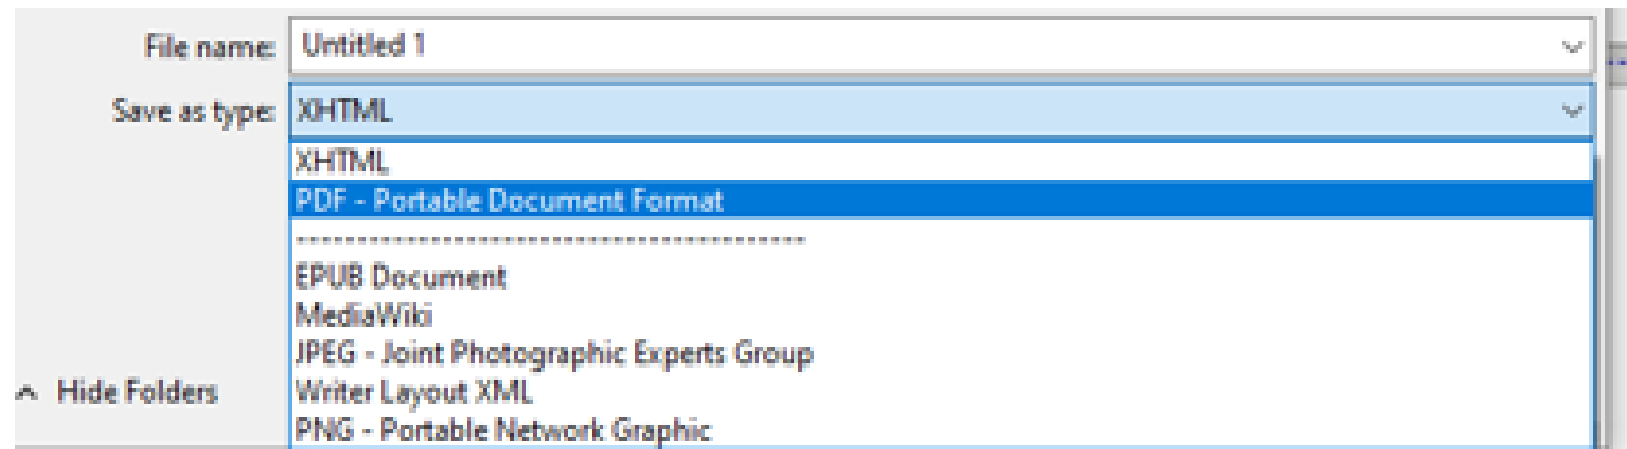 File name: Untitled 1
Save as type: XHTML
XHTML
PDF - Portable Document Format
------------------------------------------
EPUB Document
MediaWiki
JPEG - Joint Photographic Experts Group
Hide Folders Writer Layout XML
PNG - Portable Network Graphic